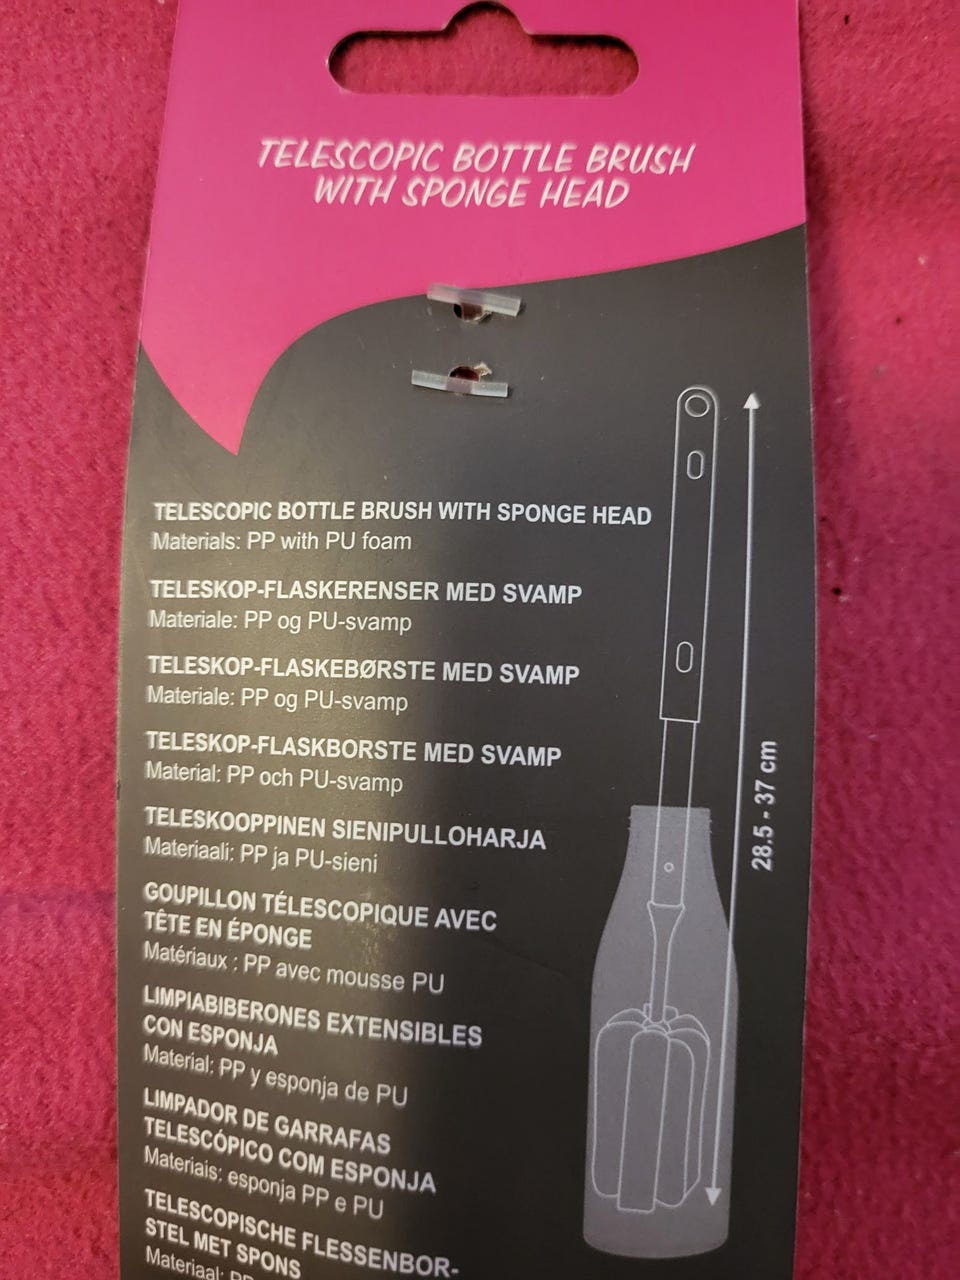 TELESCOPIC BOTTLE BRUSH
WITH SPONGE HEAD
TELESCOPIC BOTTLE BRUSH WITH SPONGE HEAD
Materials: PP with PU foam
TELESKOP-FLASKERENSER MED SVAMP
Materiale: PP og PU-svamp
TELESKOP-FLASKEBØRSTE MED SVAMP
Materiale: PP og PU-svamp
TELESKOP-FLASKBORSTE MED SVAMP
Material: PP och PU-svamp
TELESKOOPPINEN SIENIPULLOHARJA
Materiaali: PP ja PU-sieni
GOUPILLON TÉLESCOPIQUE AVEC
TÊTE EN ÉPONGE
Matériaux : PP avec mousse PU
LIMPIABIBERONES EXTENSIBLES
CON ESPONJA
Material: PP y esponja de PU
LIMPADOR DE GARRAFAS
TELESCÓPICO COM ESPONJA
Materiais: esponja PP e PU
TELESCOPISCHE FLESSENBOR-
STEL MET SPONS
Materiaal:
28.5 - 37 cm